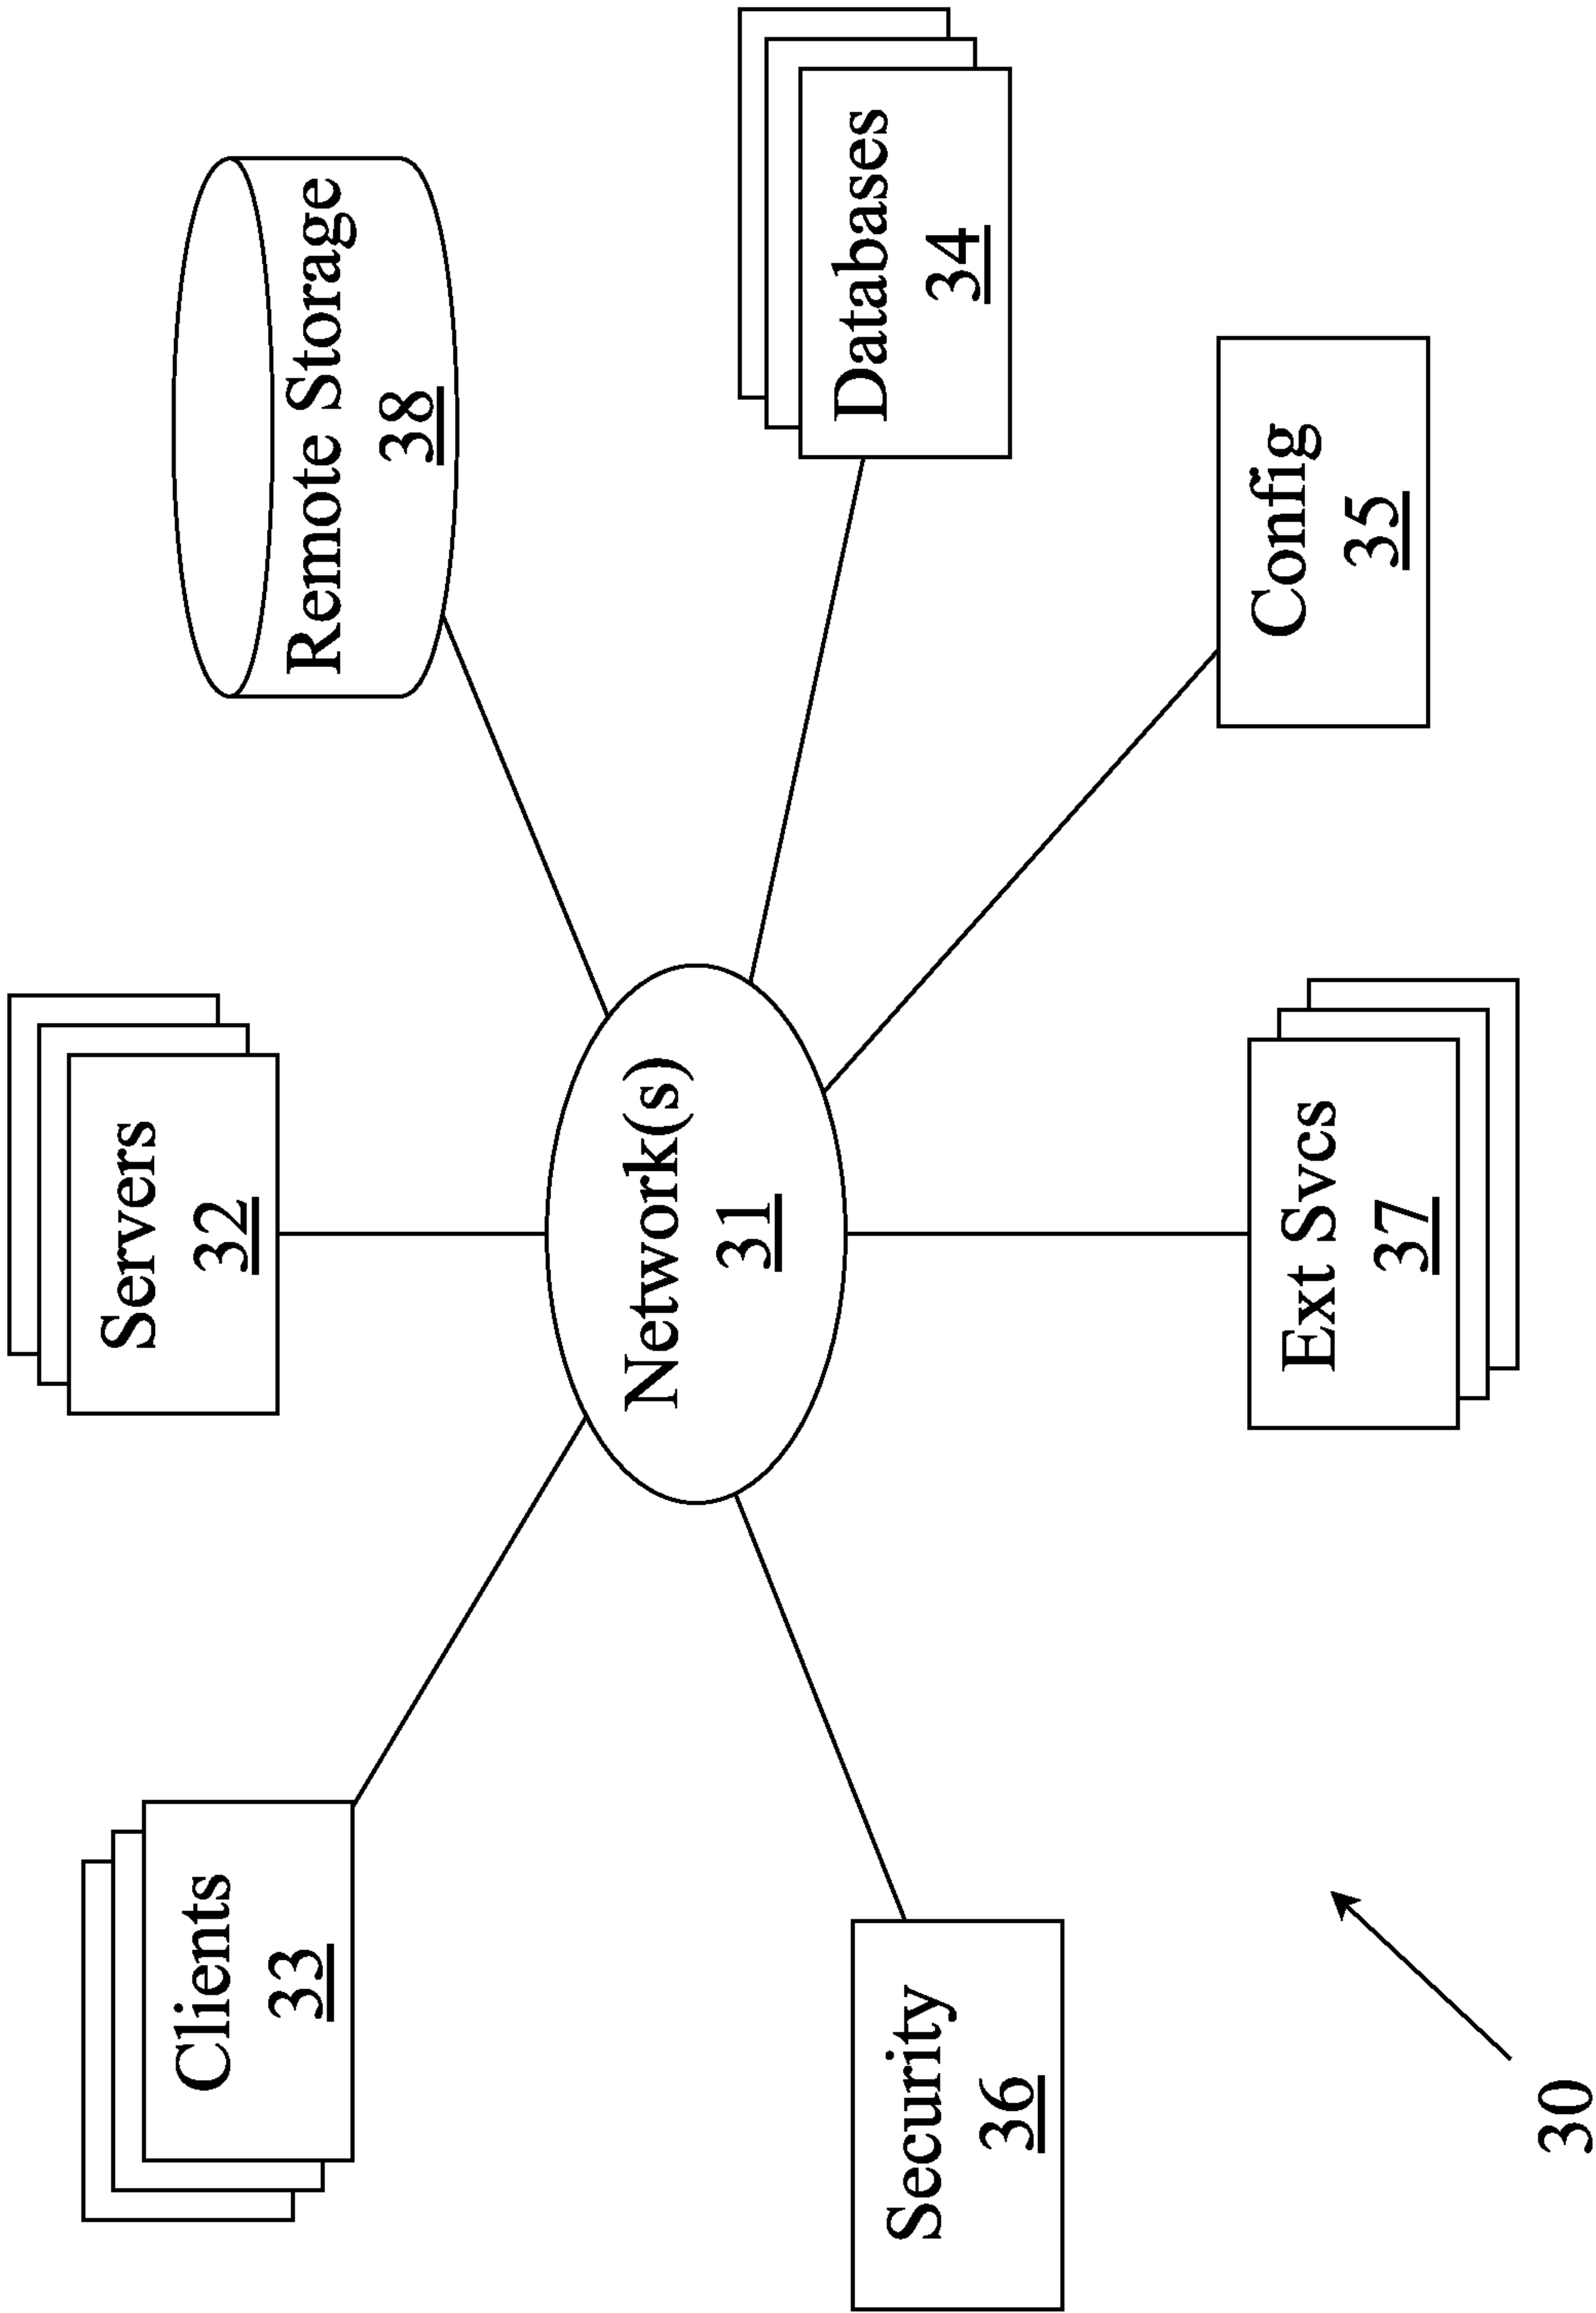 Servers
32
Clients
33
Remote Storage
38
Network(s)
31
Databases
34
Security
36
Ext Svcs
37
Config
35
30